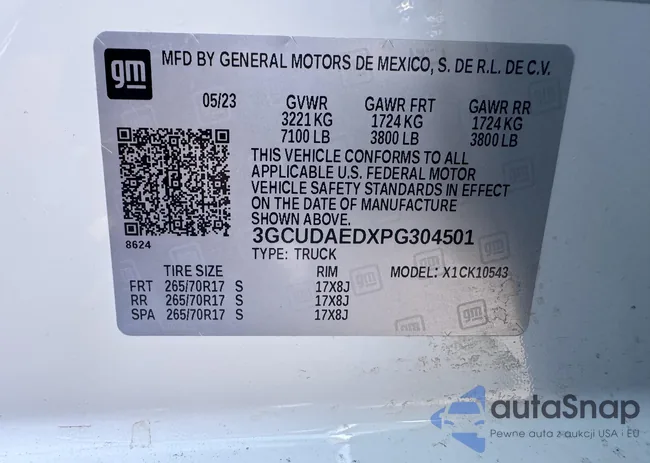 gm
MFD BY GENERAL MOTORS DE MEXICO, S. DE R.L. DE C.V.
05/23 GVWR GAWR FRT GAWR RR
3221 KG 1724 KG 1724 KG
7100 LB 3800 LB 3800 LB
THIS VEHICLE CONFORMS TO ALL
APPLICABLE U.S. FEDERAL MOTOR
VEHICLE SAFETY STANDARDS IN EFFECT
ON THE DATE OF MANUFACTURE
SHOWN ABOVE.
8624
3GCUDAEDXPG304501
TYPE: TRUCK
TIRE SIZE RIM MODEL: X1CK10543
FRT 265/70R17 S 17X8J
RR 265/70R17 S 17X8J
SPA 265/70R17 S 17X8J
autoSnap
Pewne auta z aukcji USA i EU